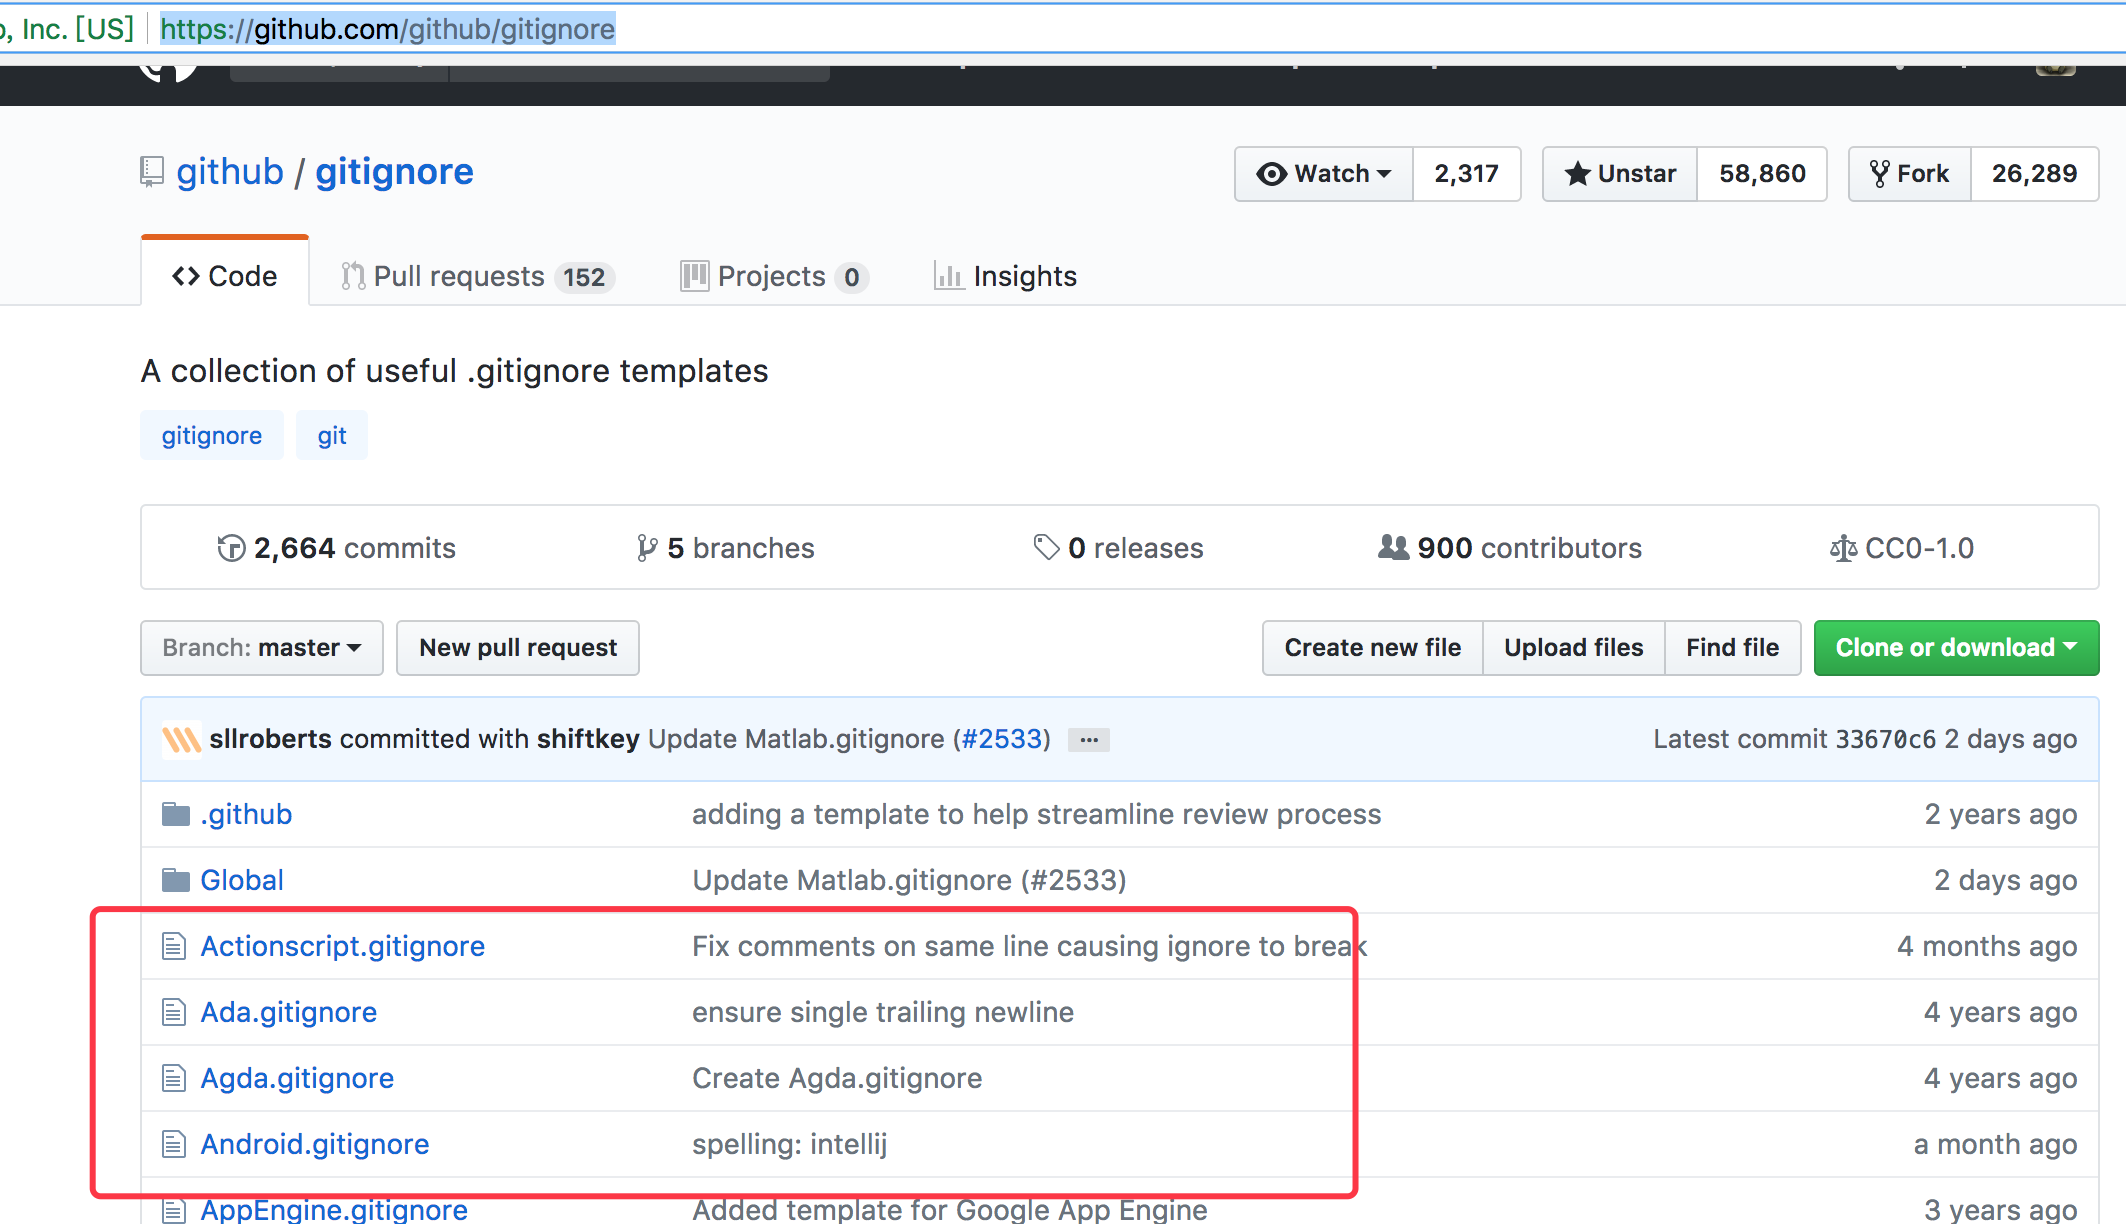 , Inc. [US] https://github.com/github/gitignore
github / gitignore
Watch 2,317 Unstar 58,860 Fork 26,289
Code Pull requests 152 Projects 0 Insights
A collection of useful .gitignore templates
gitignore git
2,664 commits 5 branches 0 releases 900 contributors CC0-1.0
Branch: master New pull request Create new file Upload files Find file Clone or download
sllroberts committed with shiftkey Update Matlab.gitignore (#2533) ... Latest commit 33670c6 2 days ago
.github adding a template to help streamline review process 2 years ago
Global Update Matlab.gitignore (#2533) 2 days ago
Actionscript.gitignore Fix comments on same line causing ignore to break 4 months ago
Ada.gitignore ensure single trailing newline 4 years ago
Agda.gitignore Create Agda.gitignore 4 years ago
Android.gitignore spelling: intellij a month ago
AppEngine.gitignore Added template for Google App Engine 3 years ago